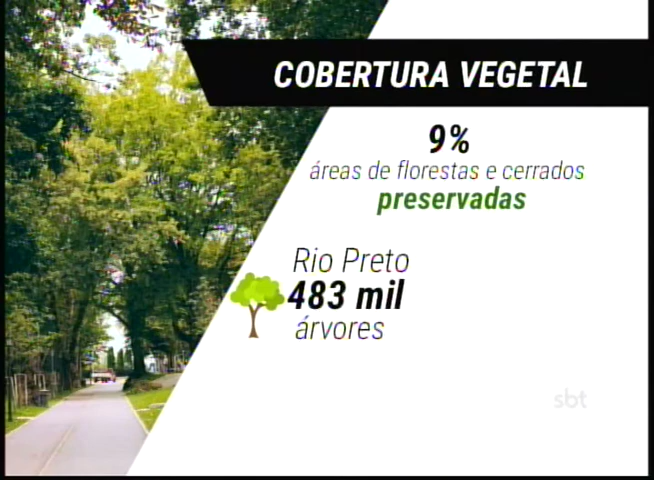 COBERTURA VEGETAL
9%
áreas de florestas e cerrados
preservadas
Rio Preto
483 mil
árvores
sbt